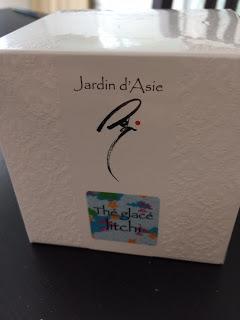 Jardin d'Asie
Thé glacé
litchi